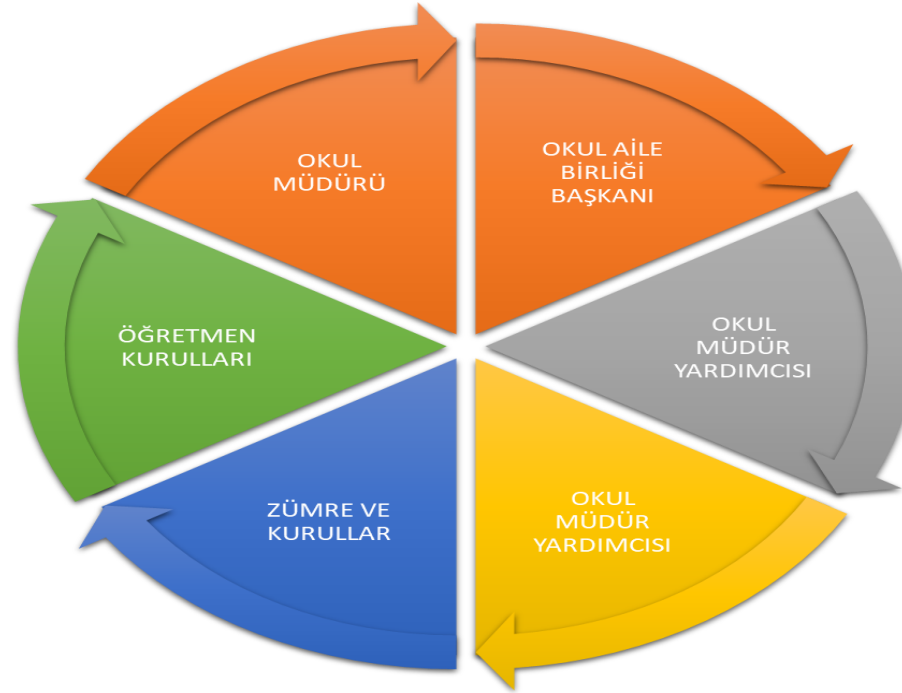 OKUL
MÜDÜRÜ
OKUL AİLE
BİRLİĞİ
BAŞKANI
OKUL
MÜDÜR
YARDIMCISI
OKUL
MÜDÜR
YARDIMCISI
ZÜMRE VE
KURULLAR
ÖĞRETMEN
KURULLARI